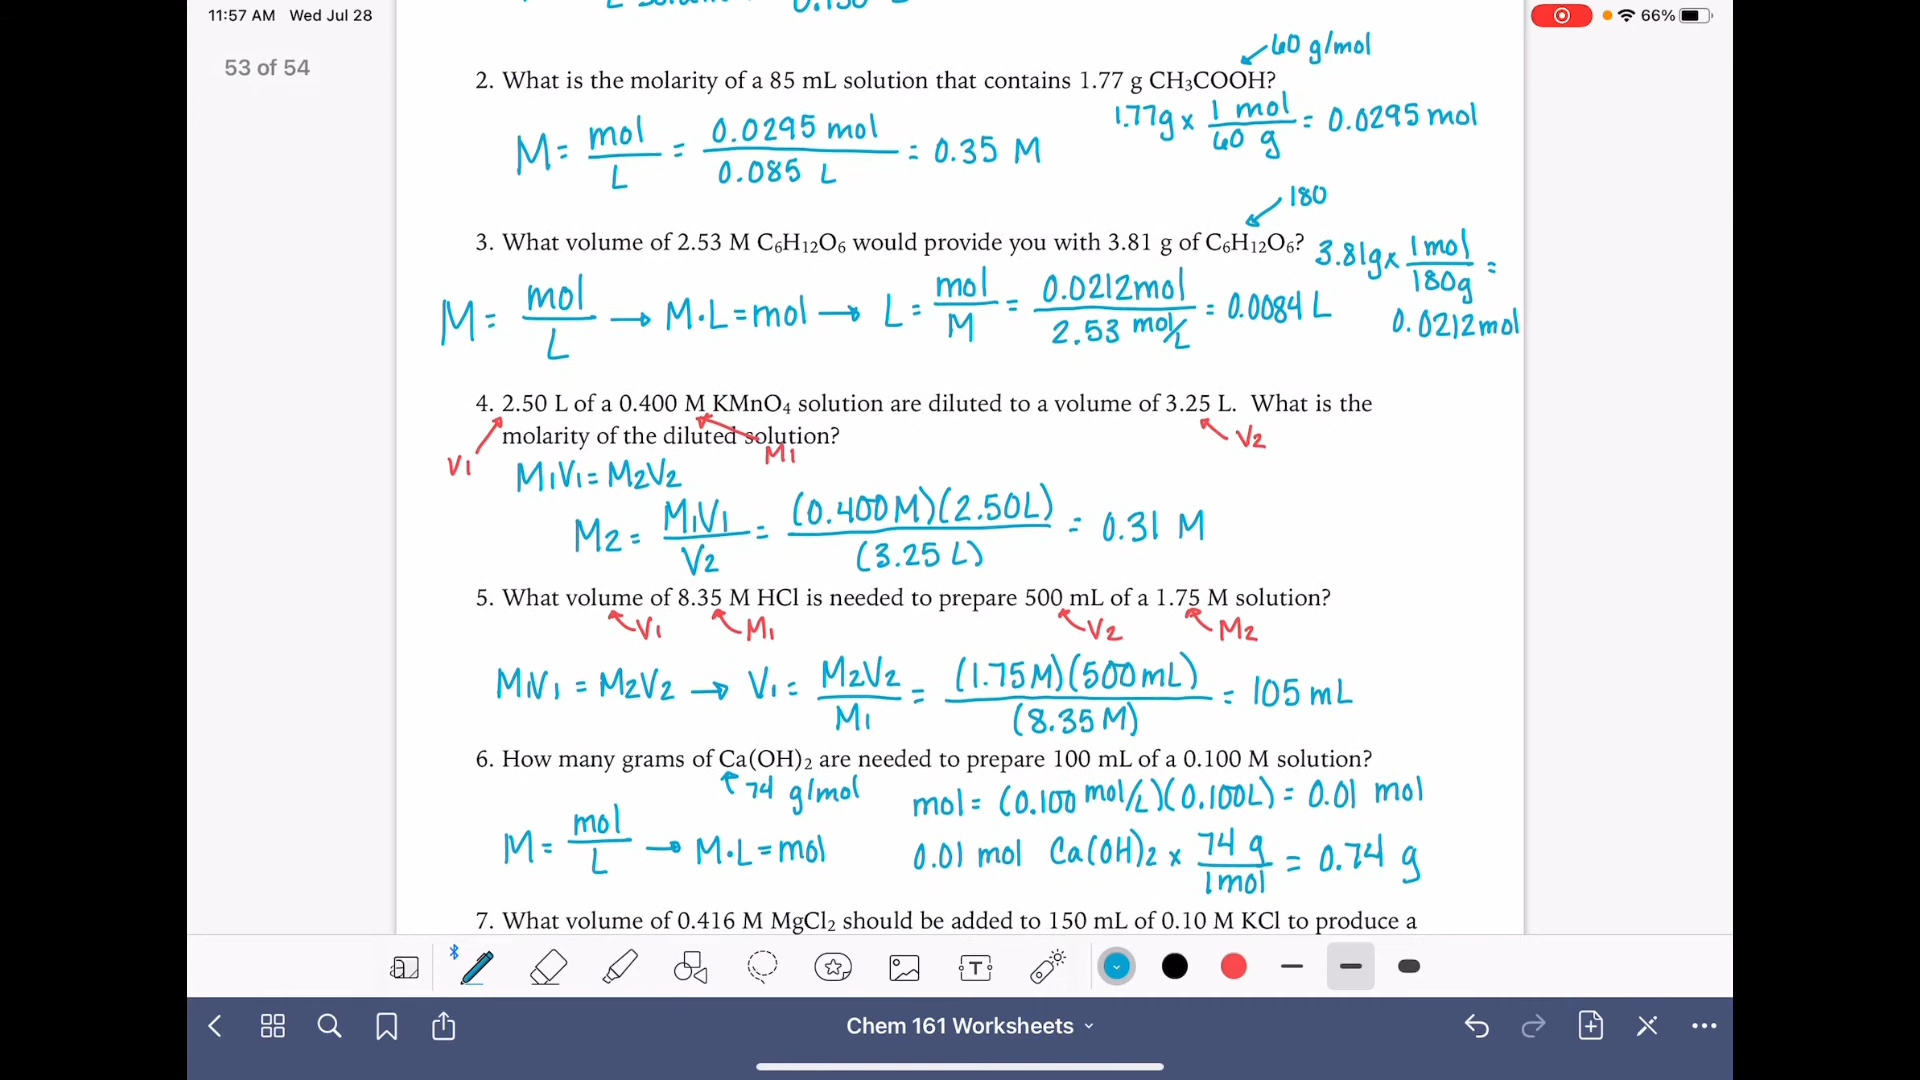 11:57 AM Wed Jul 28
66%
53 of 54
0.150
60 g/mol
2. What is the molarity of a 85 mL solution that contains 1.77 g CH₃COOH?
1.77g x 1 mol / 60 g = 0.0295 mol
M = mol / L = 0.0295 mol / 0.085 L = 0.35 M
180
3. What volume of 2.53 M C₆H₁₂O₆ would provide you with 3.81 g of C₆H₁₂O₆?
3.81g x 1mol / 180g =
0.0212mol
M = mol / L → M·L = mol → L = mol / M = 0.0212mol / 2.53 mol/L = 0.0084 L
4. 2.50 L of a 0.400 M KMnO₄ solution are diluted to a volume of 3.25 L. What is the
molarity of the diluted solution?
V1 M1 V2
M1V1 = M2V2
M2 = M1V1 / V2 = (0.400M)(2.50L) / (3.25 L) = 0.31 M
5. What volume of 8.35 M HCl is needed to prepare 500 mL of a 1.75 M solution?
V1 M1 V2 M2
M1V1 = M2V2 → V1 = M2V2 / M1 = (1.75M)(500mL) / (8.35M) = 105 mL
6. How many grams of Ca(OH)₂ are needed to prepare 100 mL of a 0.100 M solution?
74 g/mol
mol = (0.100 mol/L)(0.100L) = 0.01 mol
M = mol / L → M·L = mol
0.01 mol Ca(OH)2 x 74 g / 1mol = 0.74 g
7. What volume of 0.416 M MgCl₂ should be added to 150 mL of 0.10 M KCl to produce a
T
Chem 161 Worksheets